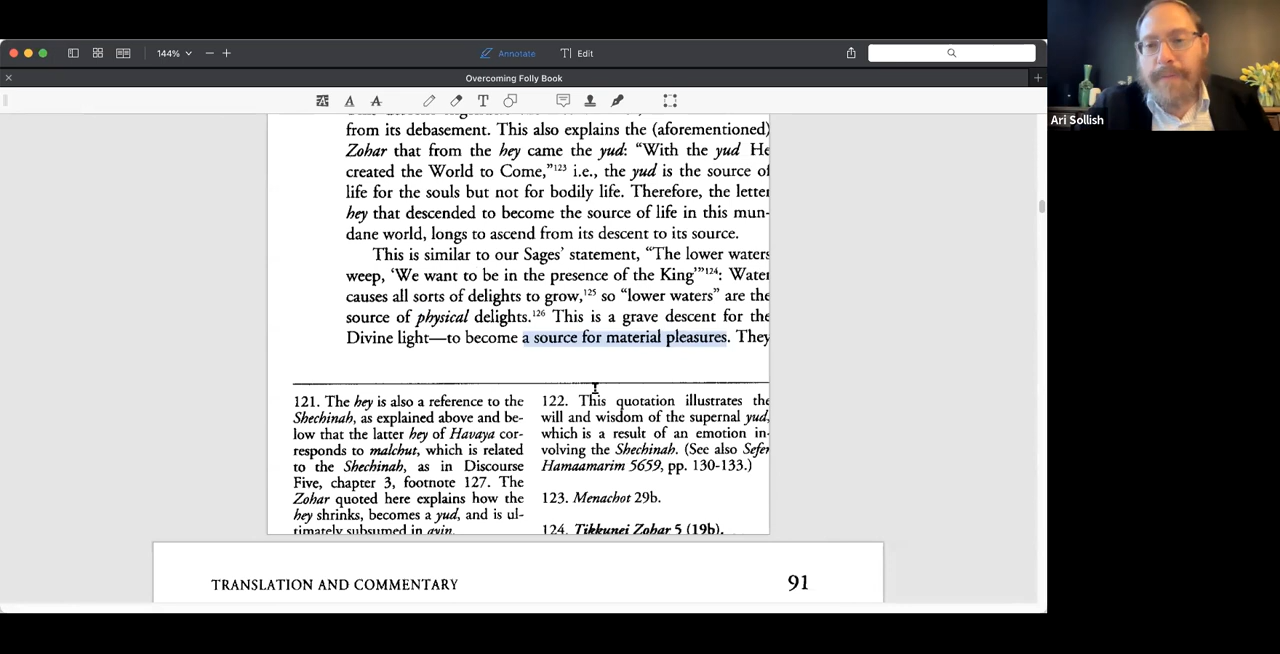 144%
Annotate
Edit
Overcoming Folly Book
Ari Sollish
from its debasement. This also explains the (aforementioned)
Zohar that from the hey came the yud: “With the yud He
created the World to Come,”¹²³ i.e., the yud is the source of
life for the souls but not for bodily life. Therefore, the letter
hey that descended to become the source of life in this mun-
dane world, longs to ascend from its descent to its source.
This is similar to our Sages’ statement, “The lower waters
weep, ‘We want to be in the presence of the King’”¹²⁴: Water
causes all sorts of delights to grow,¹²⁵ so “lower waters” are the
source of physical delights.¹²⁶ This is a grave descent for the
Divine light—to become a source for material pleasures. They
121. The hey is also a reference to the
Shechinah, as explained above and be-
low that the latter hey of Havaya cor-
responds to malchut, which is related
to the Shechinah, as in Discourse
Five, chapter 3, footnote 127. The
Zohar quoted here explains how the
hey shrinks, becomes a yud, and is ul-
timately subsumed in ayin.
122. This quotation illustrates the
will and wisdom of the supernal yud,
which is a result of an emotion in-
volving the Shechinah. (See also Sefer
Hamaamarim 5659, pp. 130-133.)
123. Menachot 29b.
124. Tikkunei Zohar 5 (19b).
TRANSLATION AND COMMENTARY
91